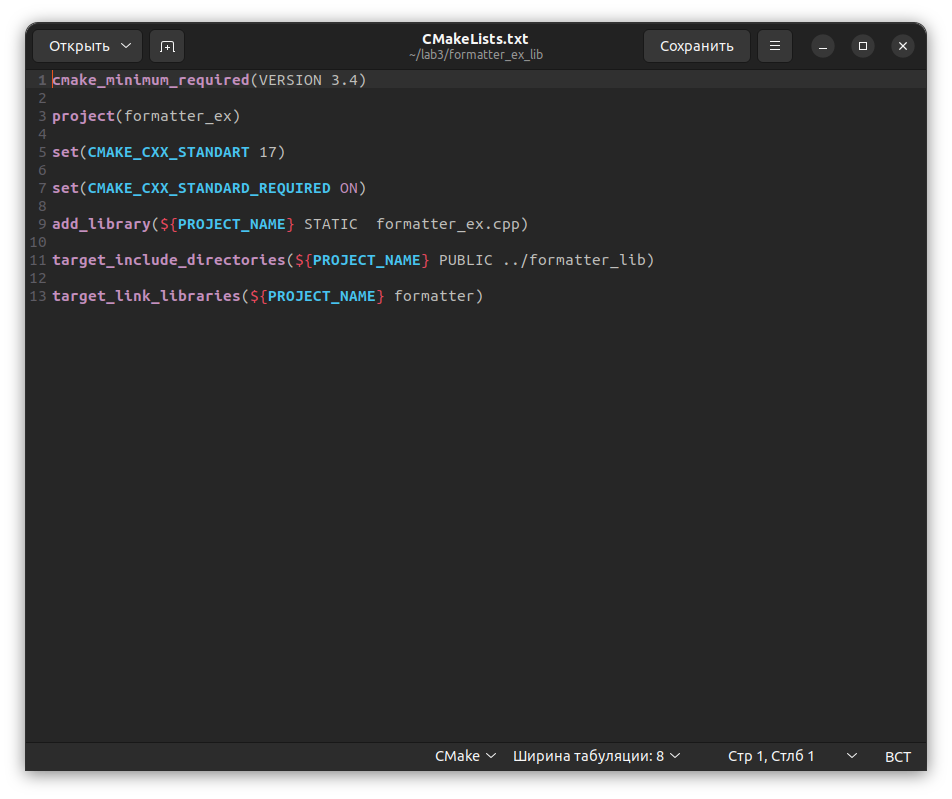 Открыть
CMakeLists.txt
~/lab3/formatter_ex_lib
Сохранить
1 cmake_minimum_required(VERSION 3.4)
2
3 project(formatter_ex)
4
5 set(CMAKE_CXX_STANDART 17)
6
7 set(CMAKE_CXX_STANDARD_REQUIRED ON)
8
9 add_library(${PROJECT_NAME} STATIC  formatter_ex.cpp)
10
11 target_include_directories(${PROJECT_NAME} PUBLIC ../formatter_lib)
12
13 target_link_libraries(${PROJECT_NAME} formatter)
CMake Ширина табуляции: 8 Стр 1, Стлб 1 ВСТ